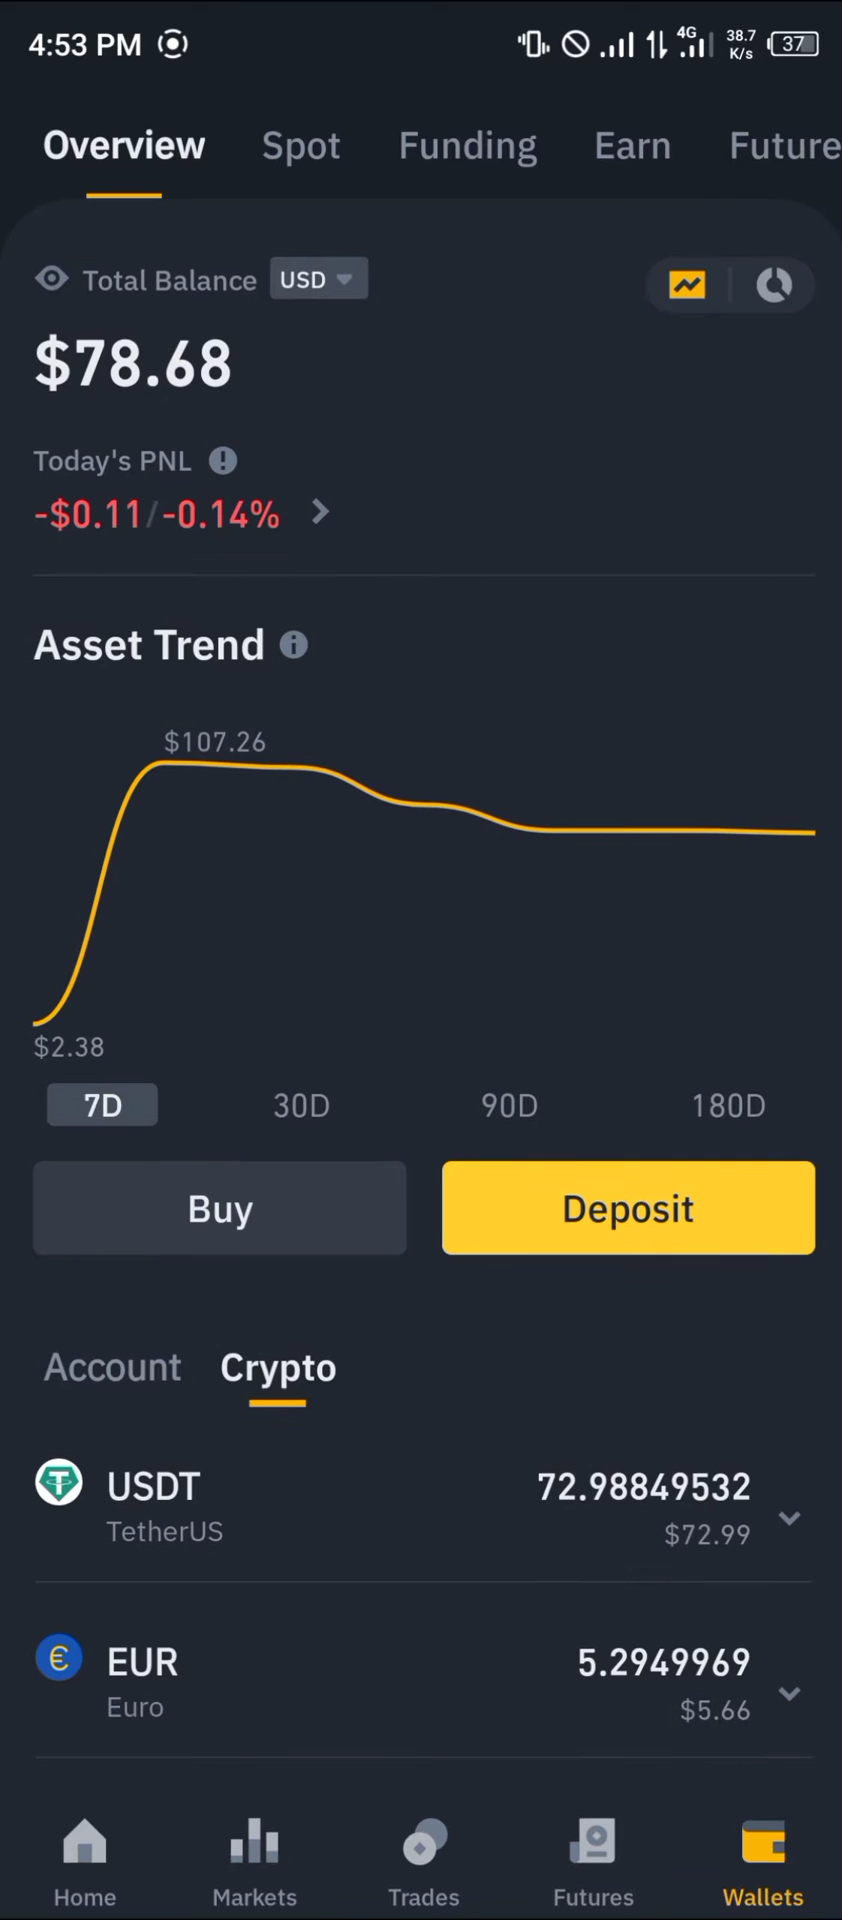 4:53 PM 4G 38.7 K/s 37
Overview Spot Funding Earn Future
Total Balance USD
$78.68
Today's PNL
-$0.11/-0.14%
Asset Trend
$107.26
$2.38
7D 30D 90D 180D
Buy Deposit
Account Crypto
USDT 72.98849532
TetherUS $72.99
EUR 5.2949969
Euro $5.66
Home Markets Trades Futures Wallets